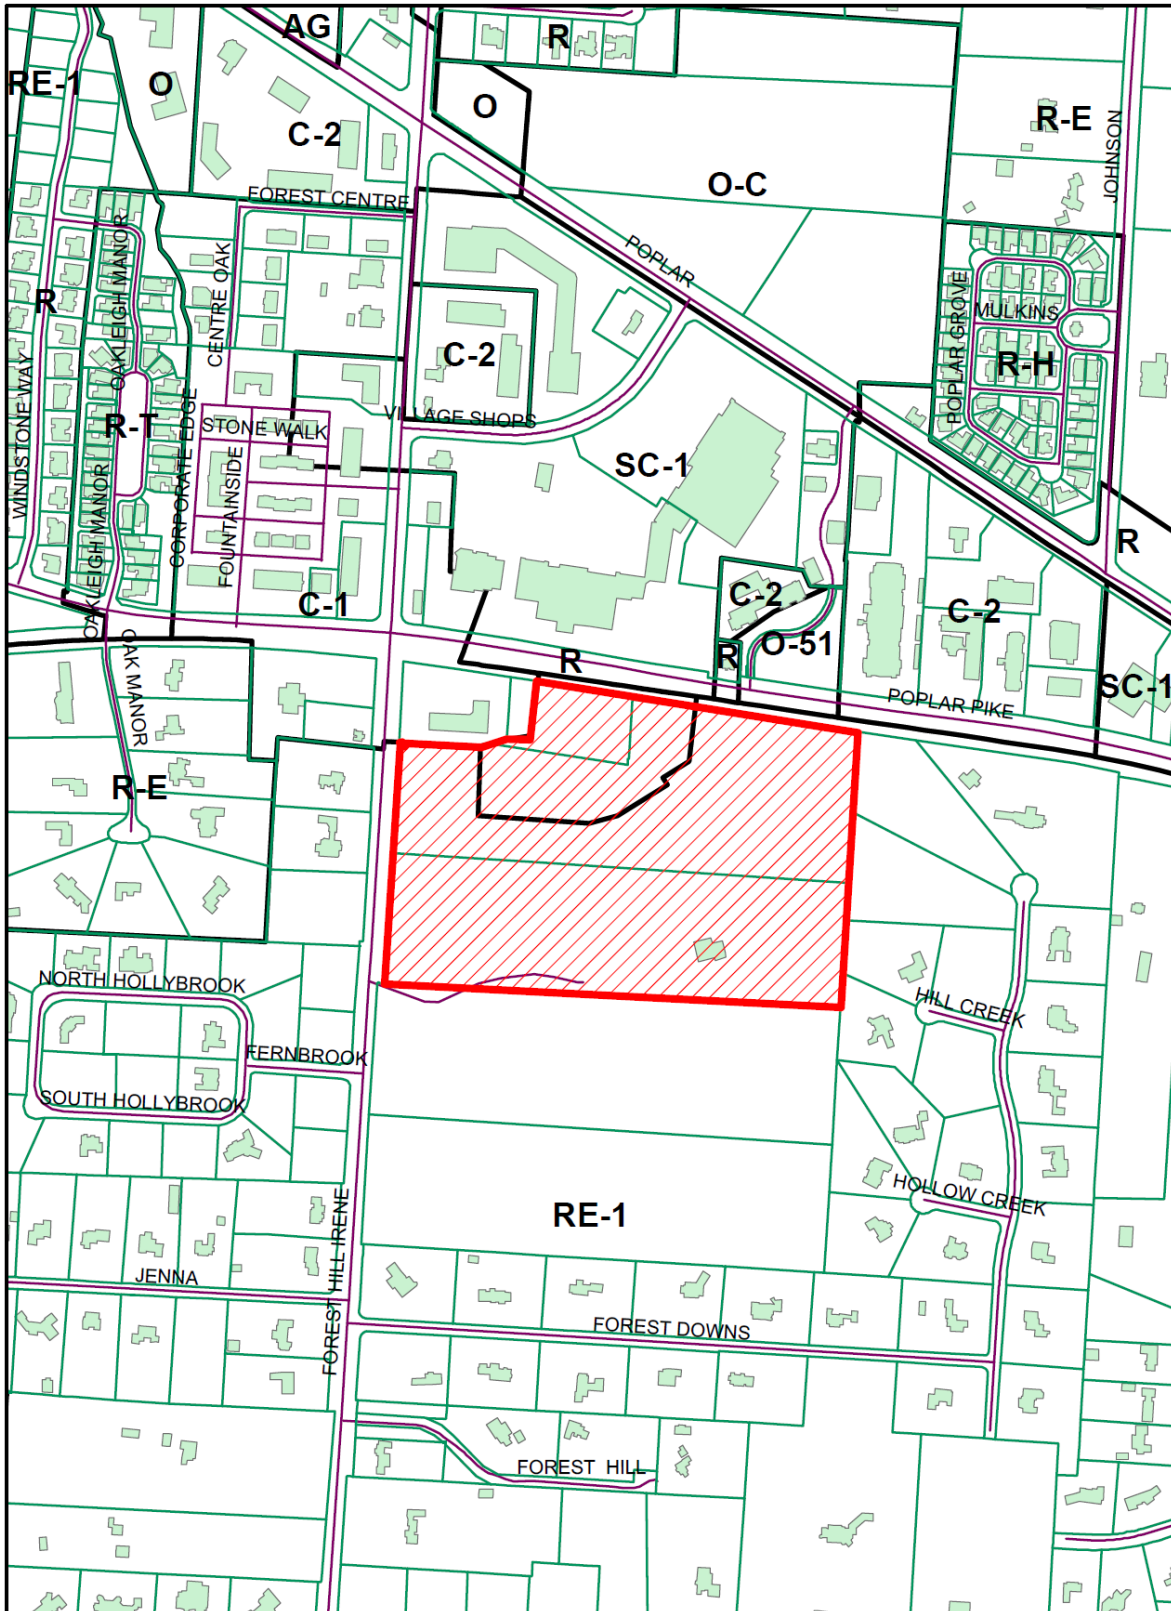 AG
R
RE-1
O
O
C-2
R-E
JOHNSON
O-C
FOREST CENTRE
OAKLEIGH MANOR
CENTRE OAK
POPLAR
R
POPLAR GROVE
MULKINS
C-2
R-H
WINDSTONE WAY
R-T
CORPORATE EDGE
STONE WALK
VILLAGE SHOPS
SC-1
OAKLEIGH MANOR
FOUNTAINSIDE
R
C-1
C-2
C-2
OAK MANOR
R
R
O-51
SC-1
POPLAR PIKE
R-E
NORTH HOLLYBROOK
HILL CREEK
FERNBROOK
SOUTH HOLLYBROOK
HOLLOW CREEK
RE-1
FOREST HILL IRENE
JENNA
FOREST DOWNS
FOREST HILL